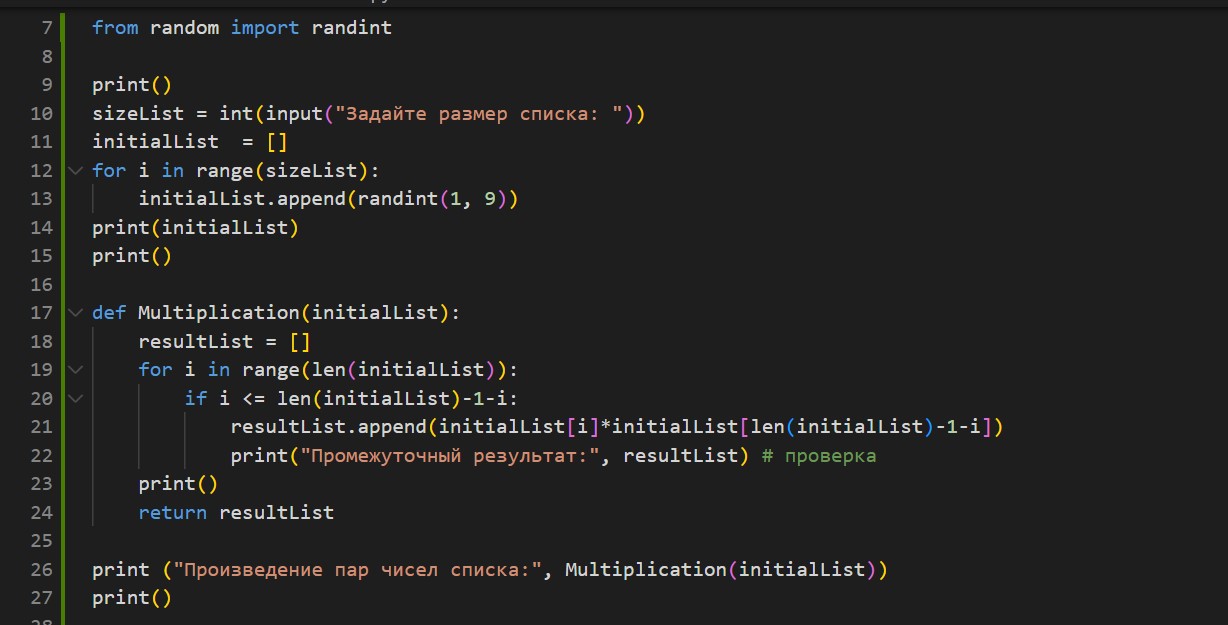 7 from random import randint
8
9 print()
10 sizeList = int(input("Задайте размер списка: "))
11 initialList  = []
12 for i in range(sizeList):
13     initialList.append(randint(1, 9))
14 print(initialList)
15 print()
16
17 def Multiplication(initialList):
18     resultList = []
19     for i in range(len(initialList)):
20         if i <= len(initialList)-1-i:
21             resultList.append(initialList[i]*initialList[len(initialList)-1-i])
22             print("Промежуточный результат:", resultList) # проверка
23     print()
24     return resultList
25
26 print ("Произведение пар чисел списка:", Multiplication(initialList))
27 print()